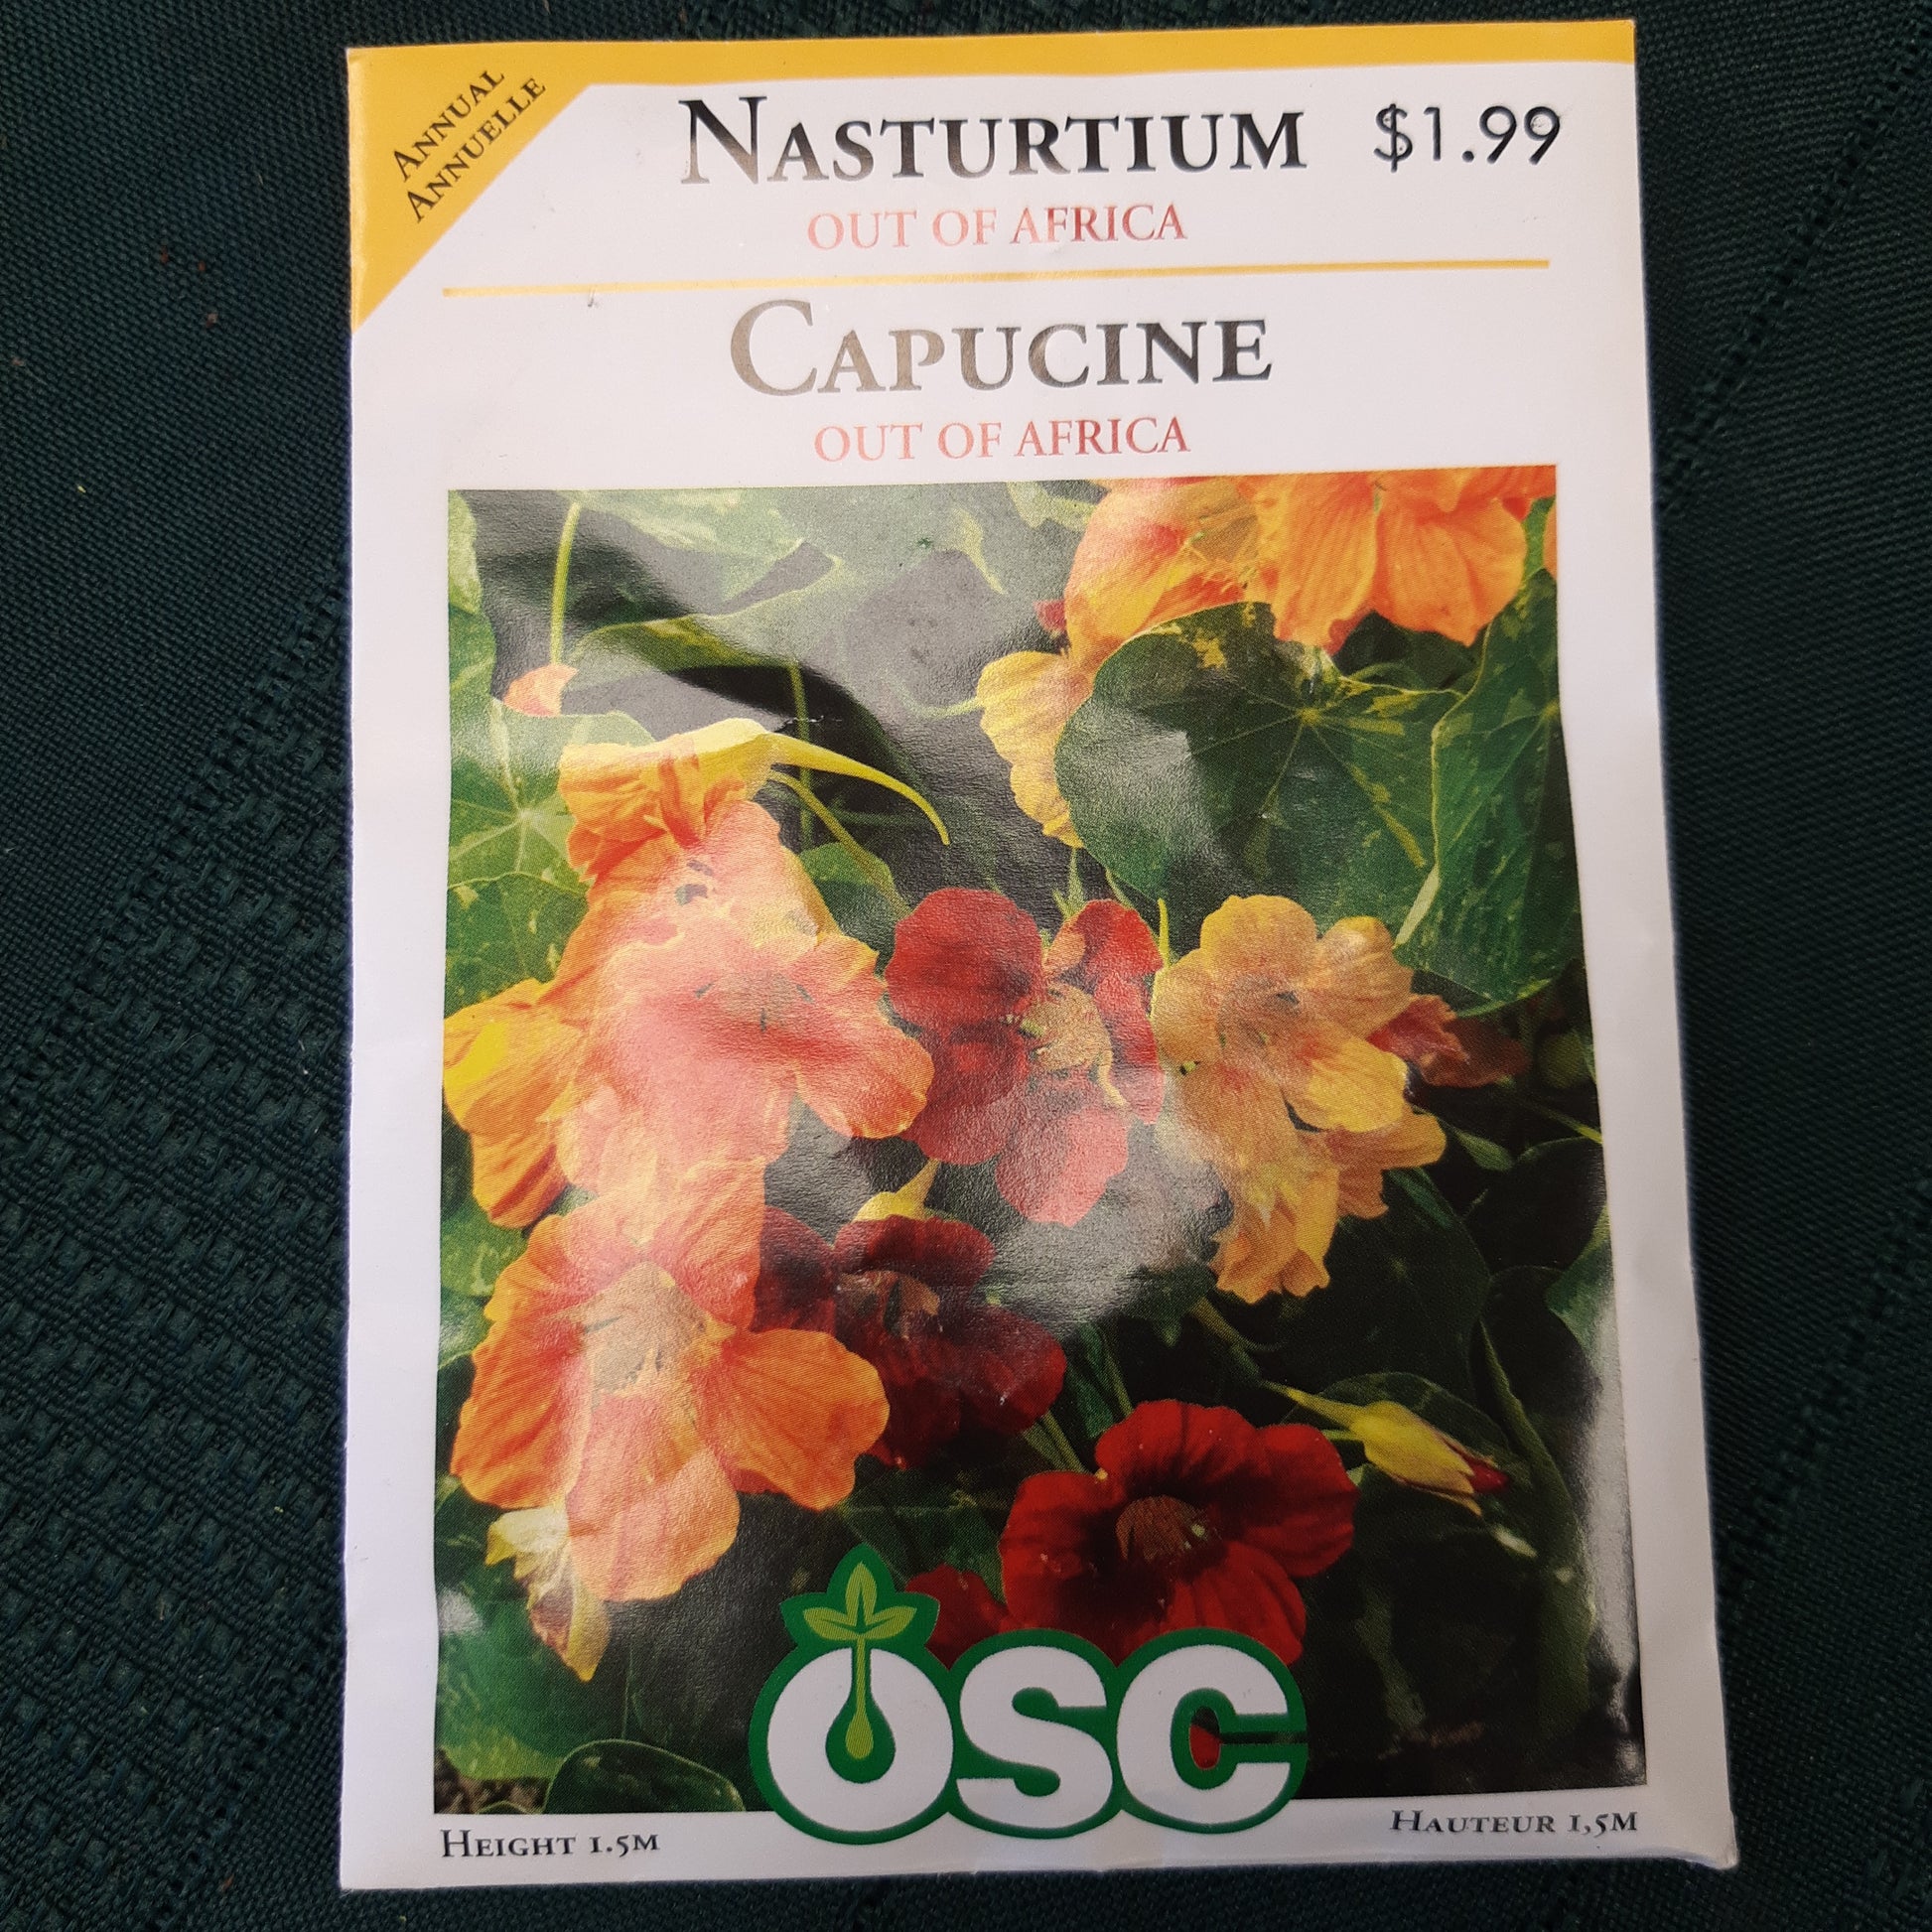 ANNUAL
ANNUELLE
NASTURTIUM $1.99
OUT OF AFRICA
CAPUCINE
OUT OF AFRICA
OSC
HEIGHT 1.5M
HAUTEUR 1,5M